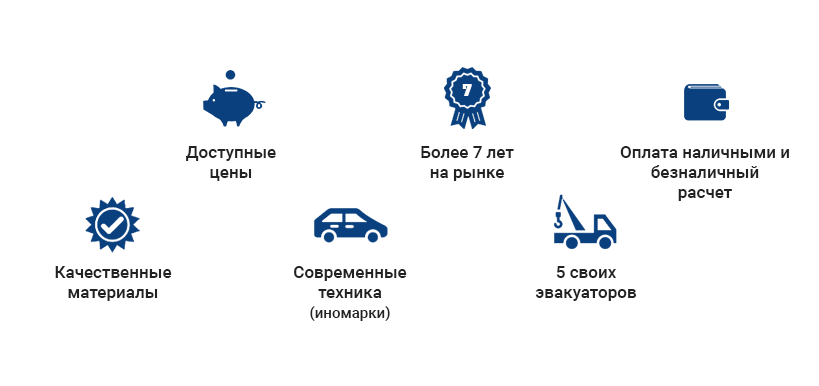 7
Доступные
цены
Более 7 лет
на рынке
Оплата наличными и
безналичный
расчет
Качественные
материалы
Современные
техника
(иномарки)
5 своих
эвакуаторов